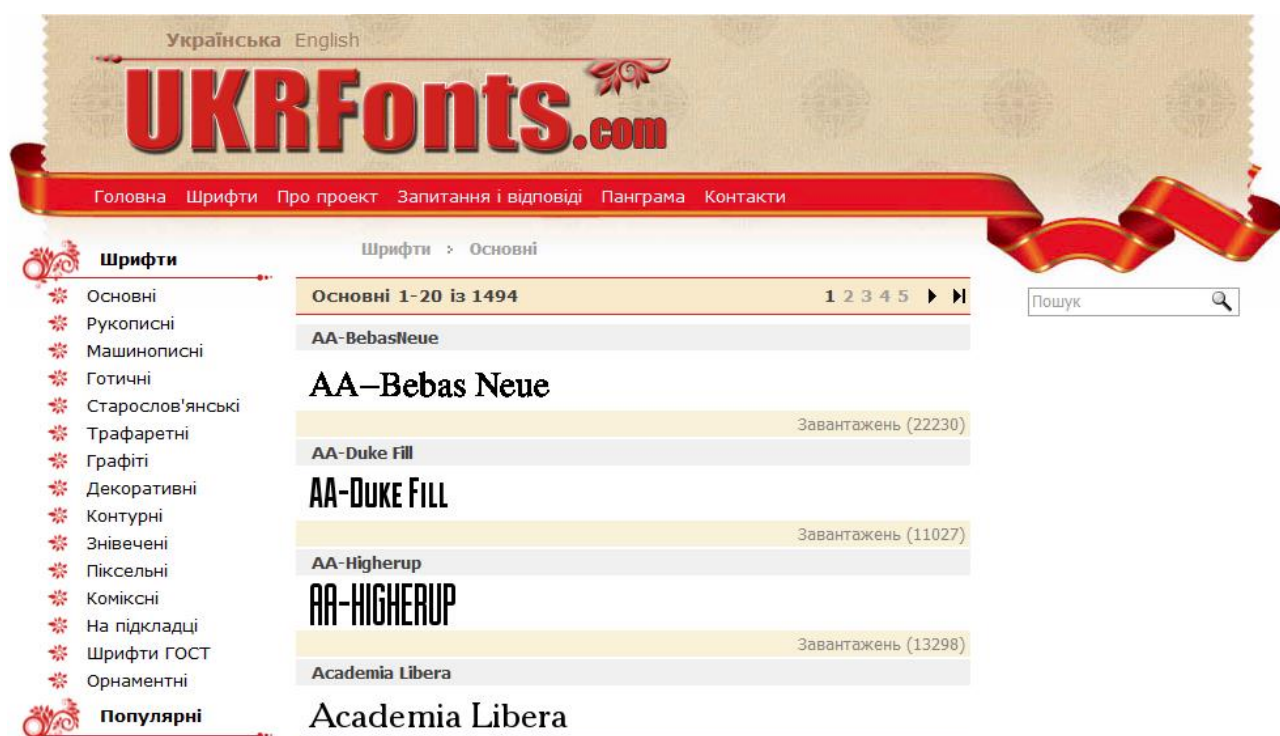 Українська English
UKRFonts.com
Головна Шрифти Про проект Запитання і відповіді Панграма Контакти
Шрифти
Основні
Рукописні
Машинописні
Готичні
Старослов'янські
Трафаретні
Графіті
Декоративні
Контурні
Знівечені
Піксельні
Коміксні
На підкладці
Шрифти ГОСТ
Орнаментні
Популярні
Шрифти > Основні
Основні 1-20 із 1494 1 2 3 4 5
AA-BebasNeue
AA-Bebas Neue
Завантажень (22230)
AA-Duke Fill
AA-Duke Fill
Завантажень (11027)
AA-Higherup
AA-HIGHERUP
Завантажень (13298)
Academia Libera
Academia Libera
Пошук